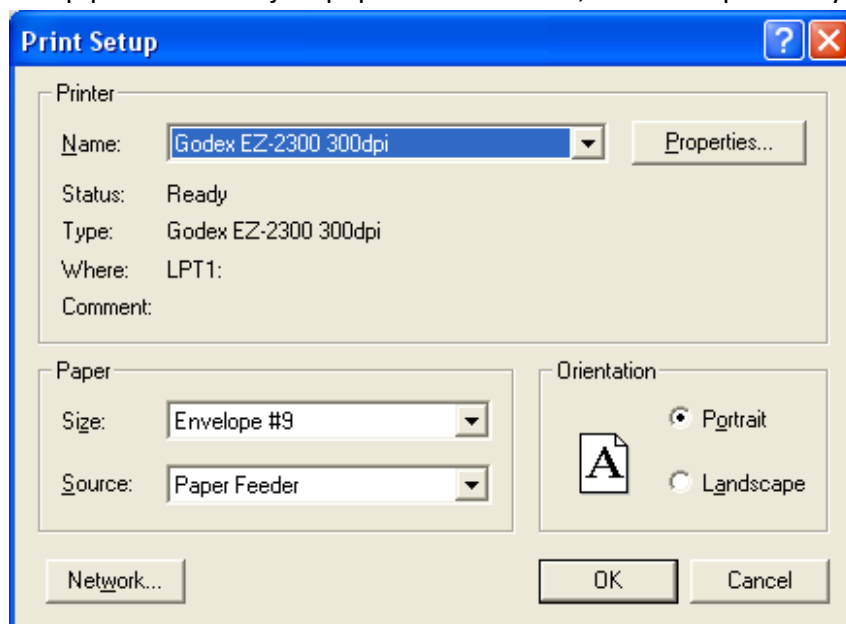 Print Setup
Printer
Name: Godex EZ-2300 300dpi Properties...
Status: Ready
Type: Godex EZ-2300 300dpi
Where: LPT1:
Comment:
Paper Orientation
Size: Envelope #9 Portrait
A
Source: Paper Feeder Landscape
Network... OK Cancel